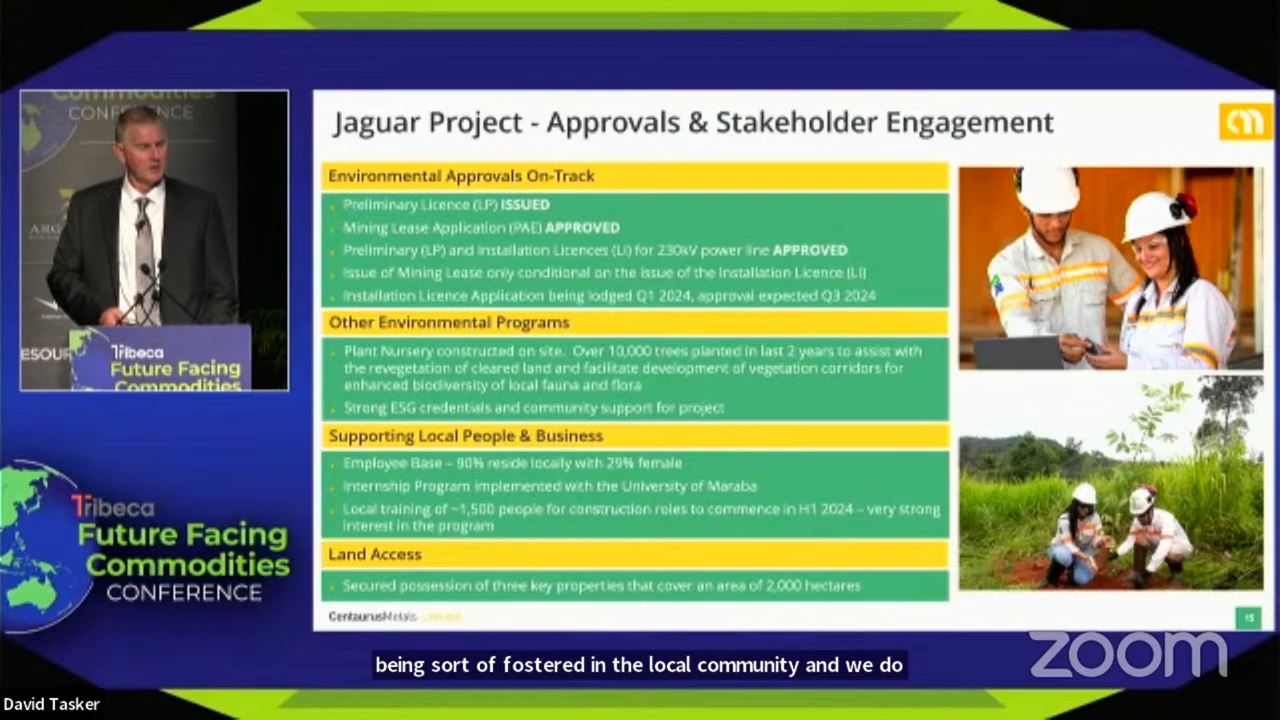 CONFERENCE
ESOUR
Tribeca
Future Facing
Commodities
Tribeca
Future Facing
Commodities
CONFERENCE
Jaguar Project - Approvals & Stakeholder Engagement
Environmental Approvals On-Track
Preliminary Licence (LP) ISSUED
Mining Lease Application (PAE) APPROVED
Preliminary (LP) and Installation Licences (LI) for 230kV power line APPROVED
Issue of Mining Lease only conditional on the issue of the Installation Licence (LI)
Installation Licence Application being lodged Q1 2024, approval expected Q3 2024
Other Environmental Programs
Plant Nursery constructed on site. Over 10,000 trees planted in last 2 years to assist with
the revegetation of cleared land and facilitate development of vegetation corridors for
enhanced biodiversity of local fauna and flora
Strong ESG credentials and community support for project
Supporting Local People & Business
Employee Base – 90% reside locally with 29% female
Internship Program implemented with the University of Maraba
Local training of ~1,500 people for construction roles to commence in H1 2024 – very strong
interest in the program
Land Access
Secured possession of three key properties that cover an area of 2,000 hectares
CentaurusMetals
15
being sort of fostered in the local community and we do
zoom
David Tasker